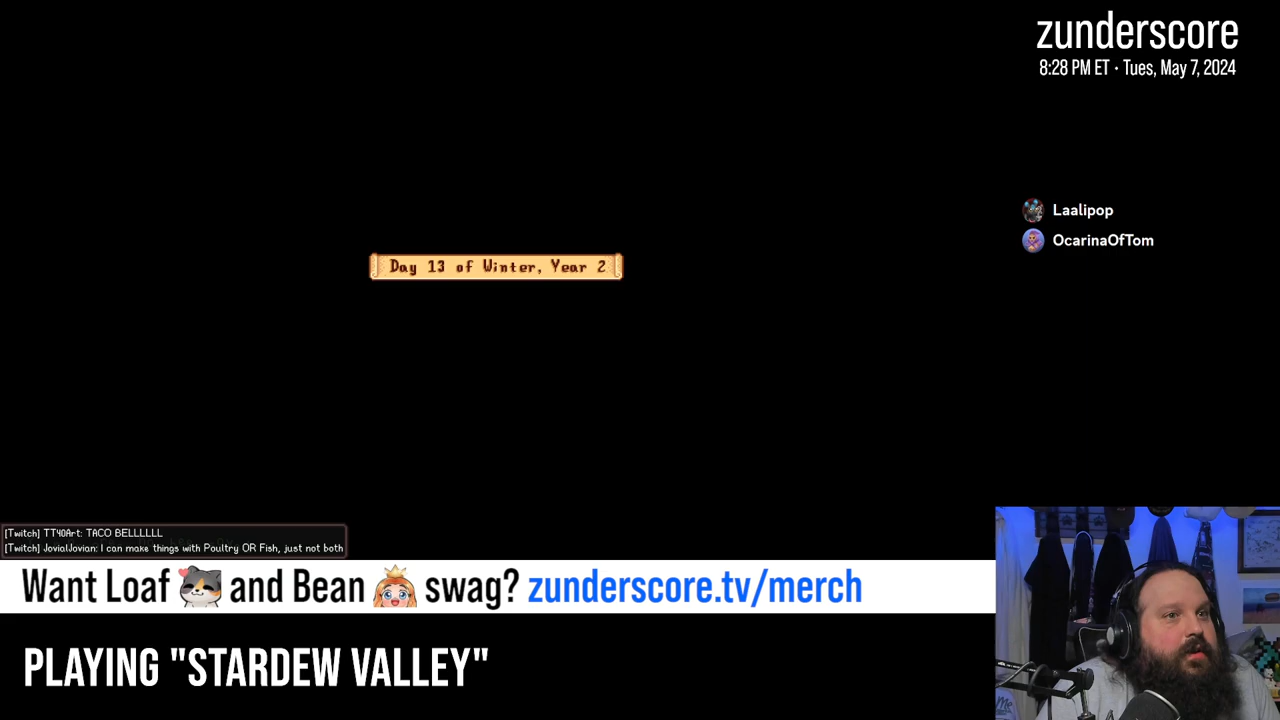 zunderscore
8:28 PM ET • Tues, May 7, 2024
Laalipop
OcarinaOfTom
Day 13 of Winter, Year 2
[Twitch] TT40Art: TACO BELLLLLL
[Twitch] JovialJovian: I can make things with Poultry OR Fish, just not both
Want Loaf and Bean swag? zunderscore.tv/merch
PLAYING "STARDEW VALLEY"